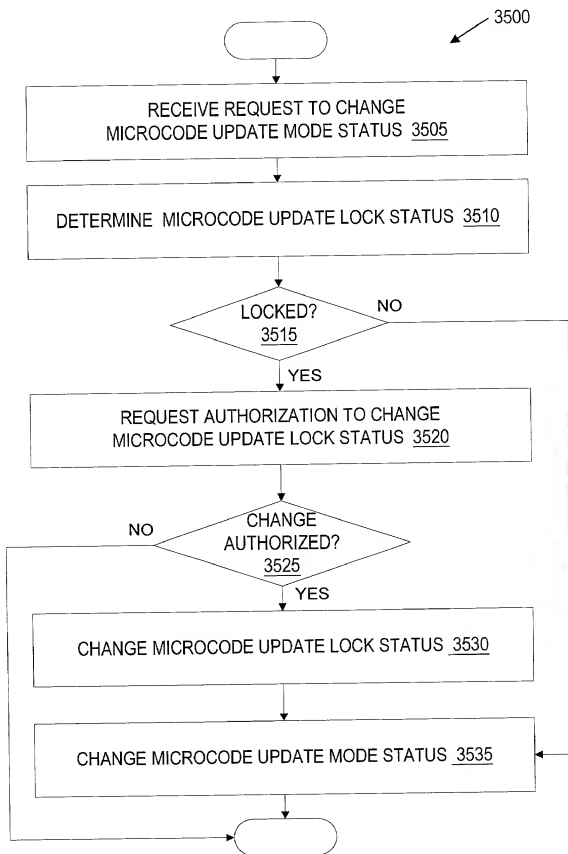 3500
RECEIVE REQUEST TO CHANGE
MICROCODE UPDATE MODE STATUS 3505
DETERMINE MICROCODE UPDATE LOCK STATUS 3510
LOCKED?
3515
NO
YES
REQUEST AUTHORIZATION TO CHANGE
MICROCODE UPDATE LOCK STATUS 3520
NO
CHANGE
AUTHORIZED?
3525
YES
CHANGE MICROCODE UPDATE LOCK STATUS 3530
CHANGE MICROCODE UPDATE MODE STATUS 3535